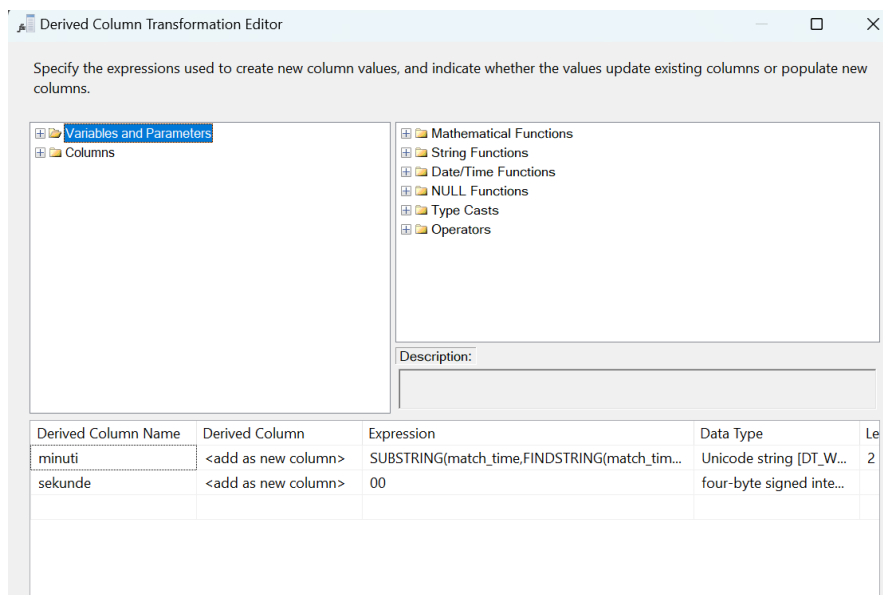 Derived Column Transformation Editor
Specify the expressions used to create new column values, and indicate whether the values update existing columns or populate new
columns.
Variables and Parameters
Columns
Mathematical Functions
String Functions
Date/Time Functions
NULL Functions
Type Casts
Operators
Description:
Derived Column Name Derived Column Expression Data Type Le
minuti <add as new column> SUBSTRING(match_time,FINDSTRING(match_tim... Unicode string [DT_W... 2
sekunde <add as new column> 00 four-byte signed inte...